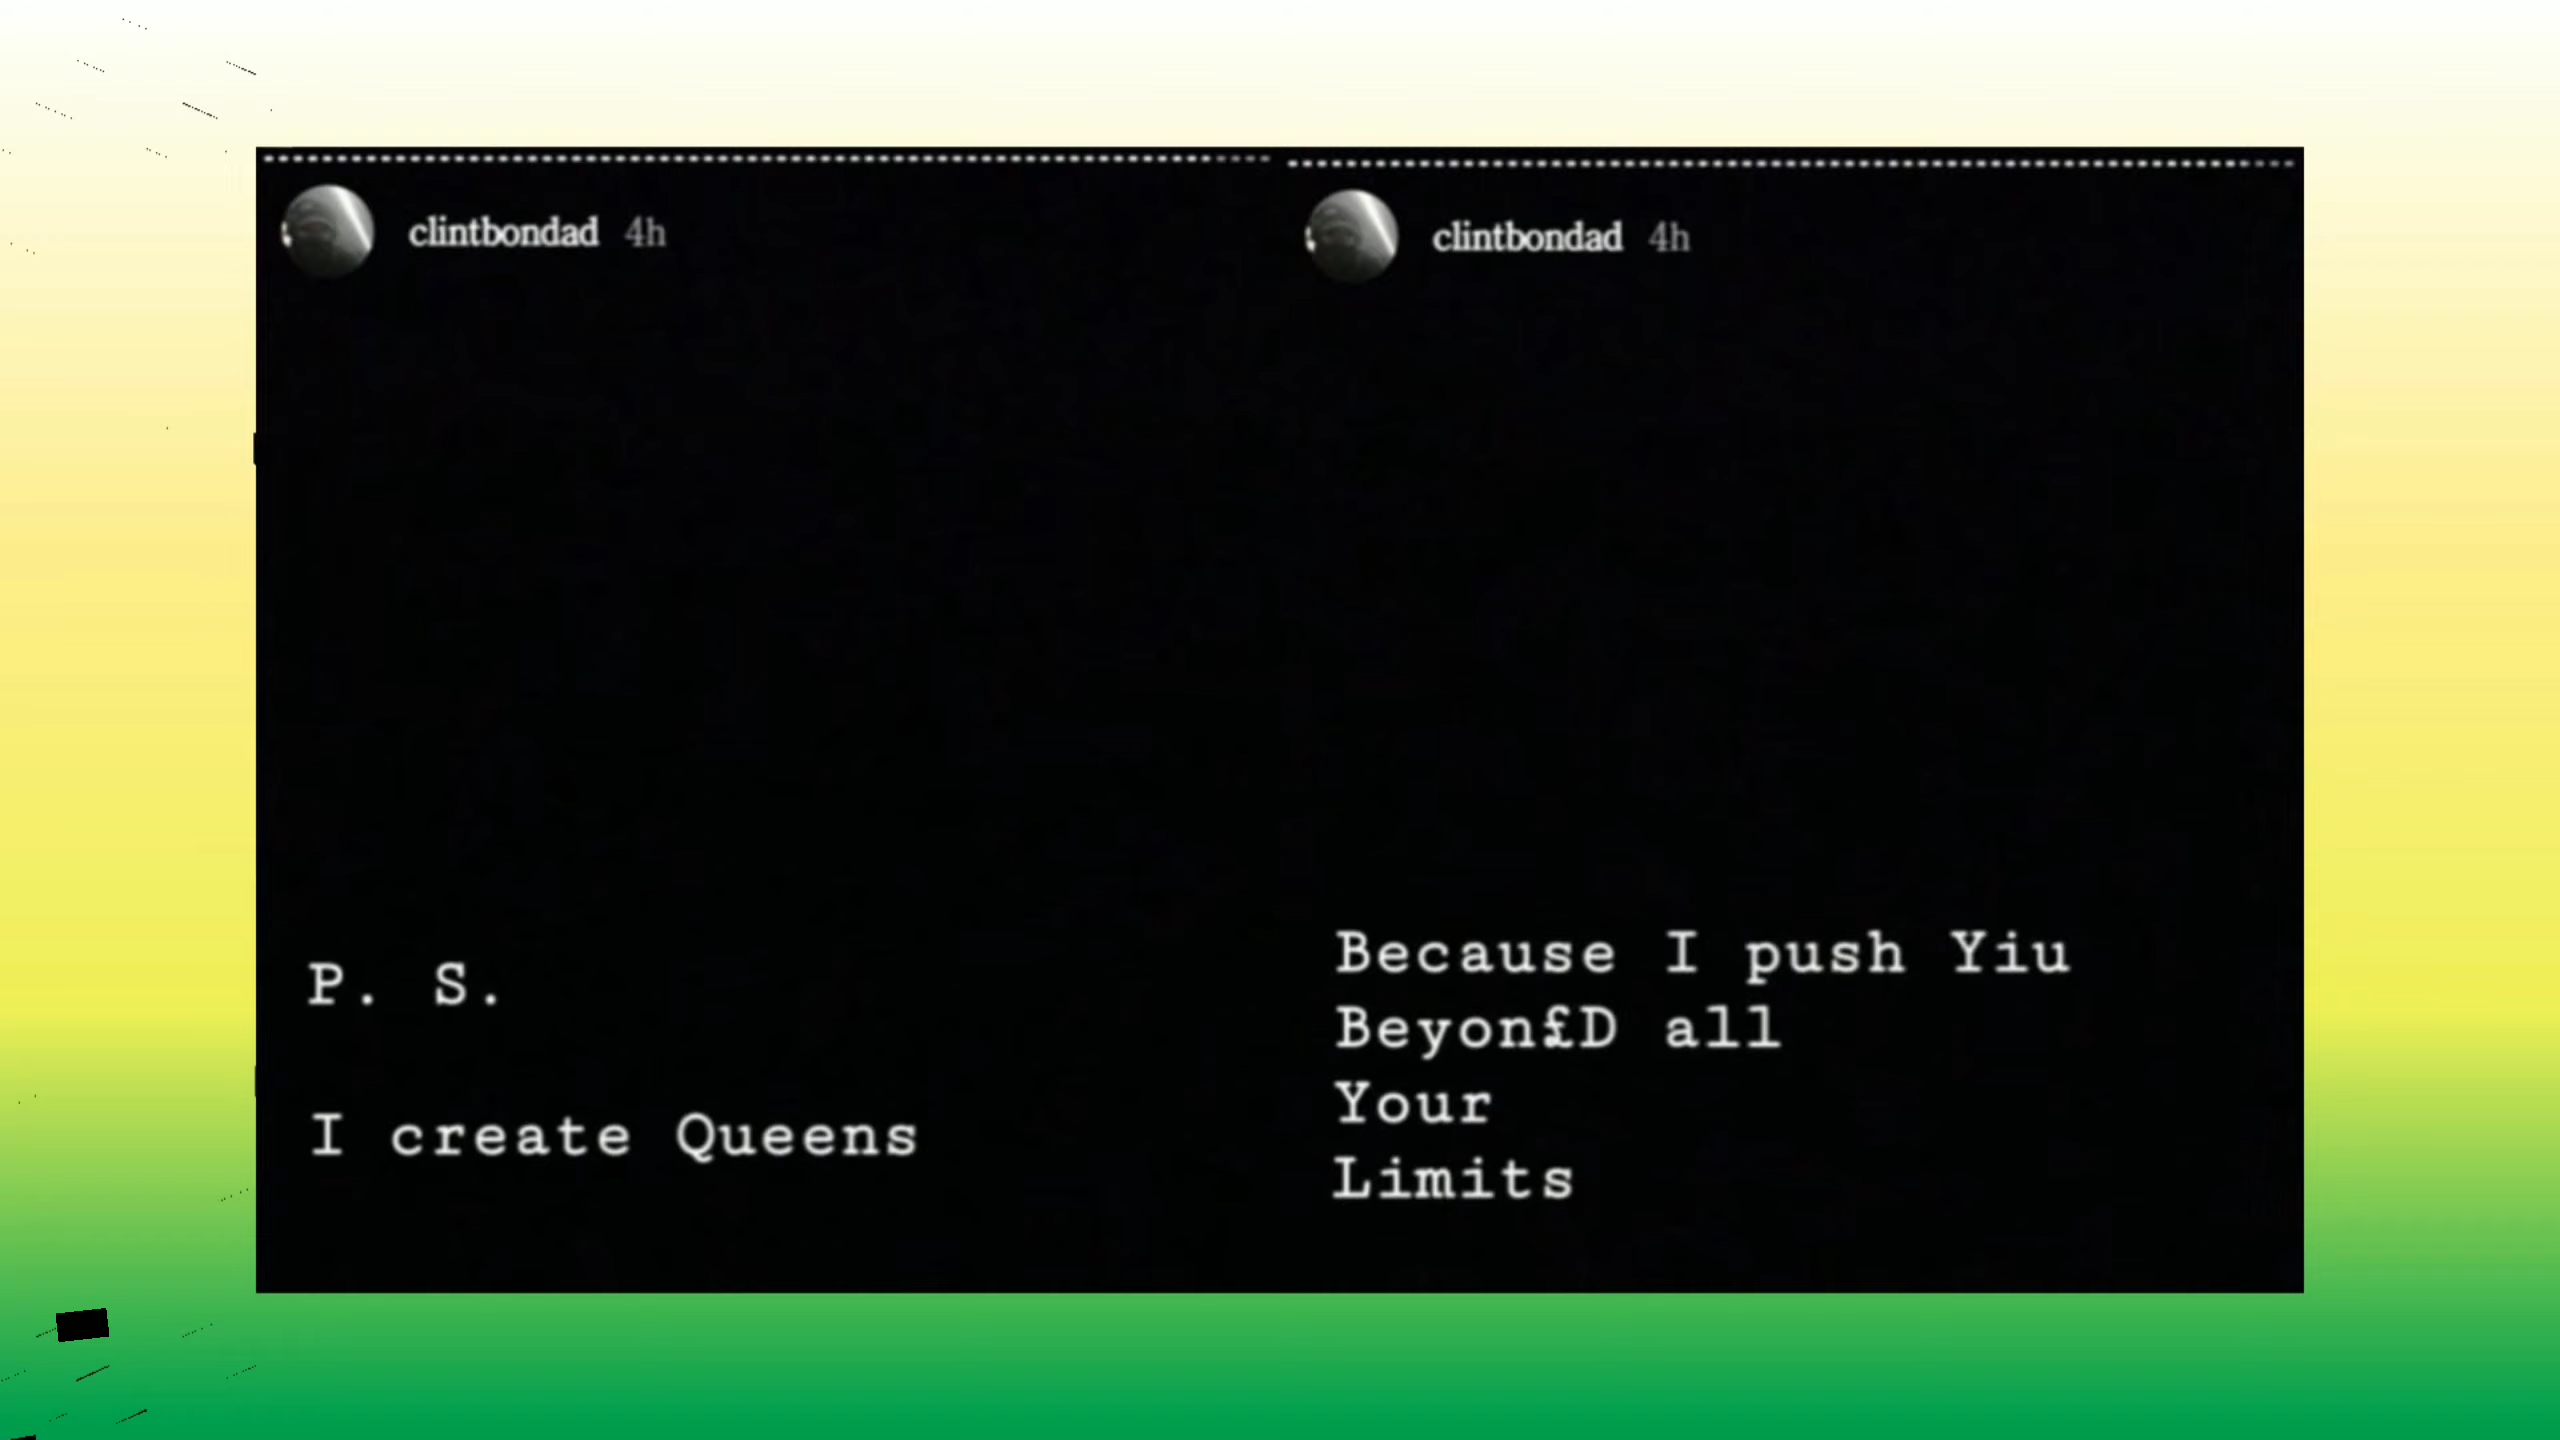 clintbondad 4h
P. S.
I create Queens
clintbondad 4h
Because I push Yiu
Beyon£D all
Your
Limits